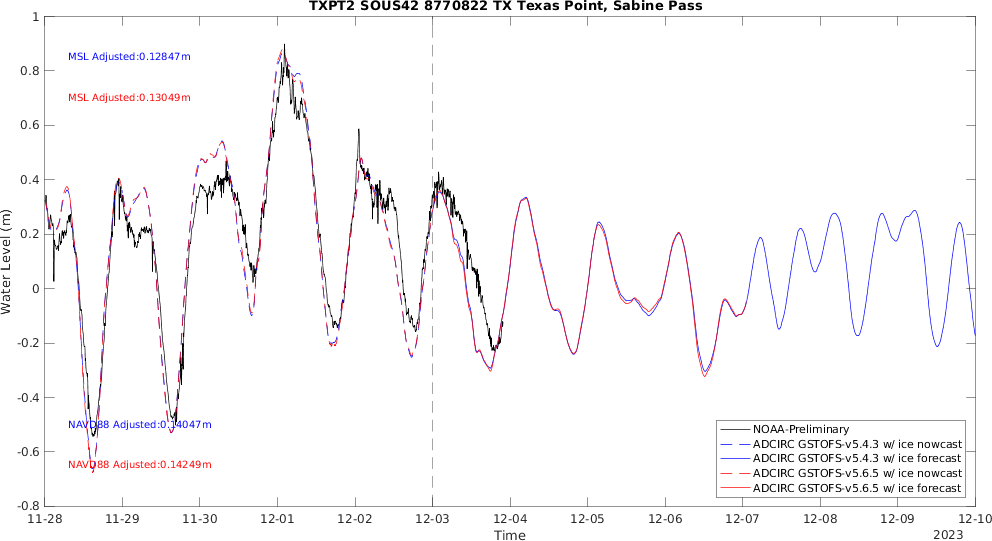 TXPT2 SOUS42 8770822 TX Texas Point, Sabine Pass
1
0.8
0.6
0.4
0.2
0
-0.2
-0.4
-0.6
-0.8
Water Level (m)
MSL Adjusted:0.12847m
MSL Adjusted:0.13049m
NAVD88 Adjusted:0.14047m
NAVD88 Adjusted:0.14249m
NOAA-Preliminary
ADCIRC GSTOFS-v5.4.3 w/ ice nowcast
ADCIRC GSTOFS-v5.4.3 w/ ice forecast
ADCIRC GSTOFS-v5.6.5 w/ ice nowcast
ADCIRC GSTOFS-v5.6.5 w/ ice forecast
11-28 11-29 11-30 12-01 12-02 12-03 12-04 12-05 12-06 12-07 12-08 12-09 12-10
Time
2023